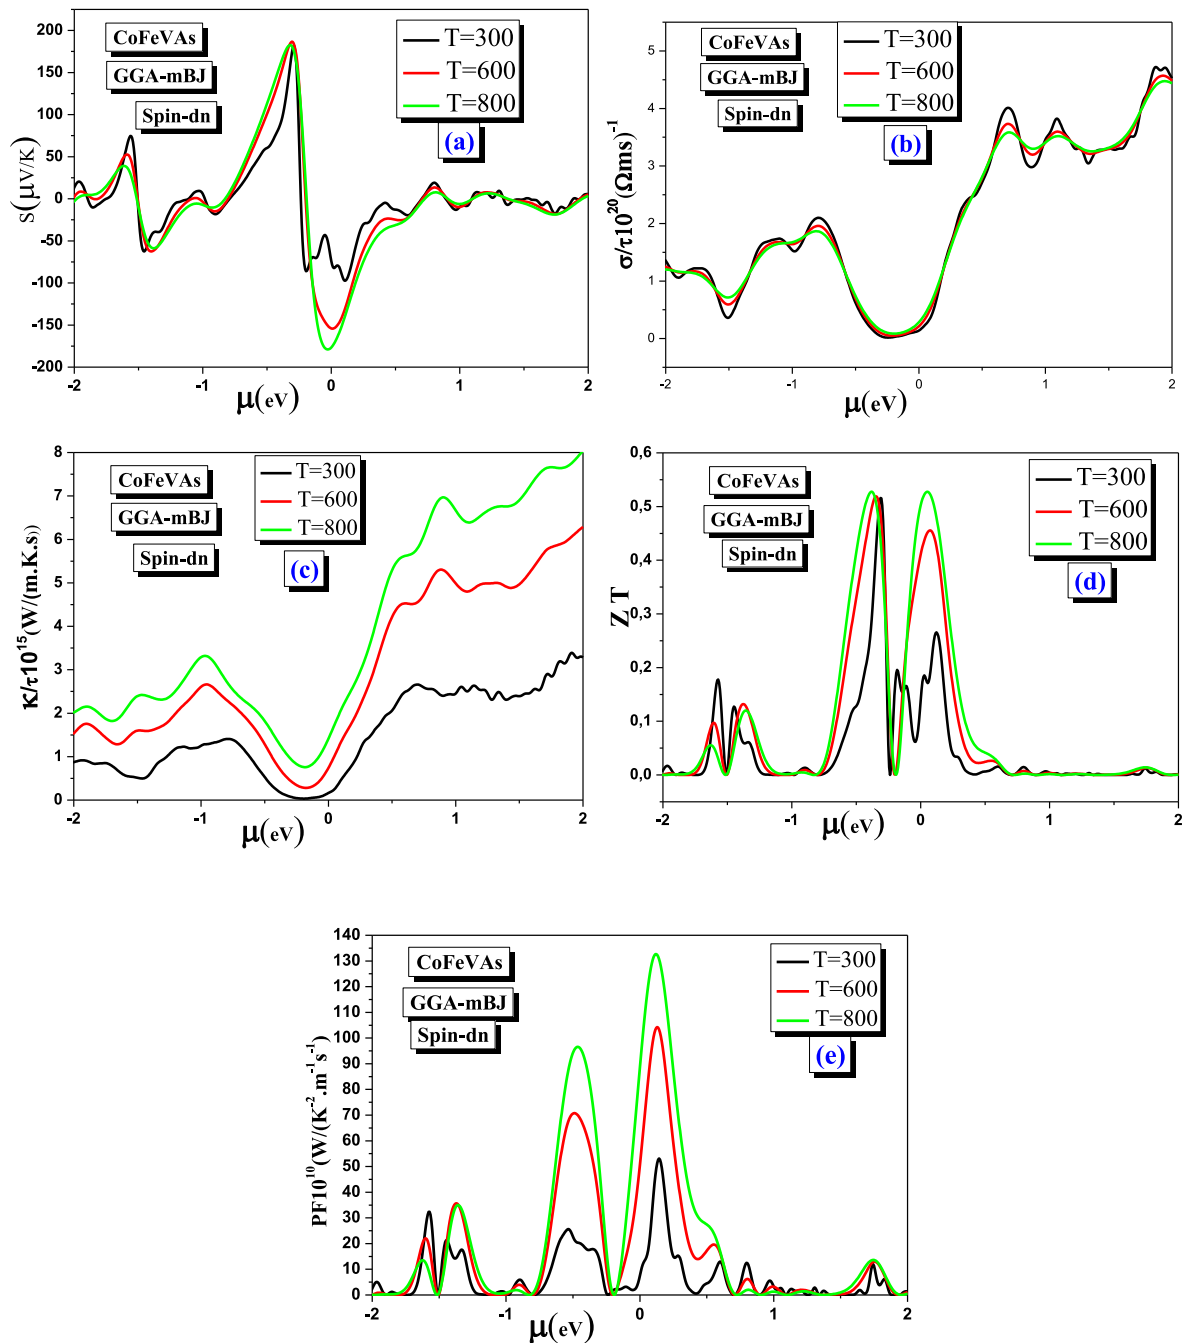 CoFeVAs
GGA-mBJ
Spin-dn
T=300
T=600
T=800
(a)
S(μV/K
200
150
100
50
0
-50
-100
-150
-200
-2 -1 0 1 2
μ(eV)
CoFeVAs
GGA-mBJ
Spin-dn
T=300
T=600
T=800
(b)
σ/τ10²⁰(Ωms)⁻¹
5
4
3
2
1
0
-2 -1 0 1 2
μ(eV)
CoFeVAs
GGA-mBJ
Spin-dn
T=300
T=600
T=800
(c)
κ/τ10¹⁵(W/(m.K.s))
8
7
6
5
4
3
2
1
0
-2 -1 0 1 2
μ(eV)
CoFeVAs
GGA-mBJ
Spin-dn
T=300
T=600
T=800
(d)
ZT
0,6
0,5
0,4
0,3
0,2
0,1
0,0
-2 -1 0 1 2
μ(eV)
CoFeVAs
GGA-mBJ
Spin-dn
T=300
T=600
T=800
(e)
PF10¹⁰(W/(K⁻².m⁻¹s⁻¹)
140
130
120
110
100
90
80
70
60
50
40
30
20
10
0
-2 -1 0 1 2
μ(eV)